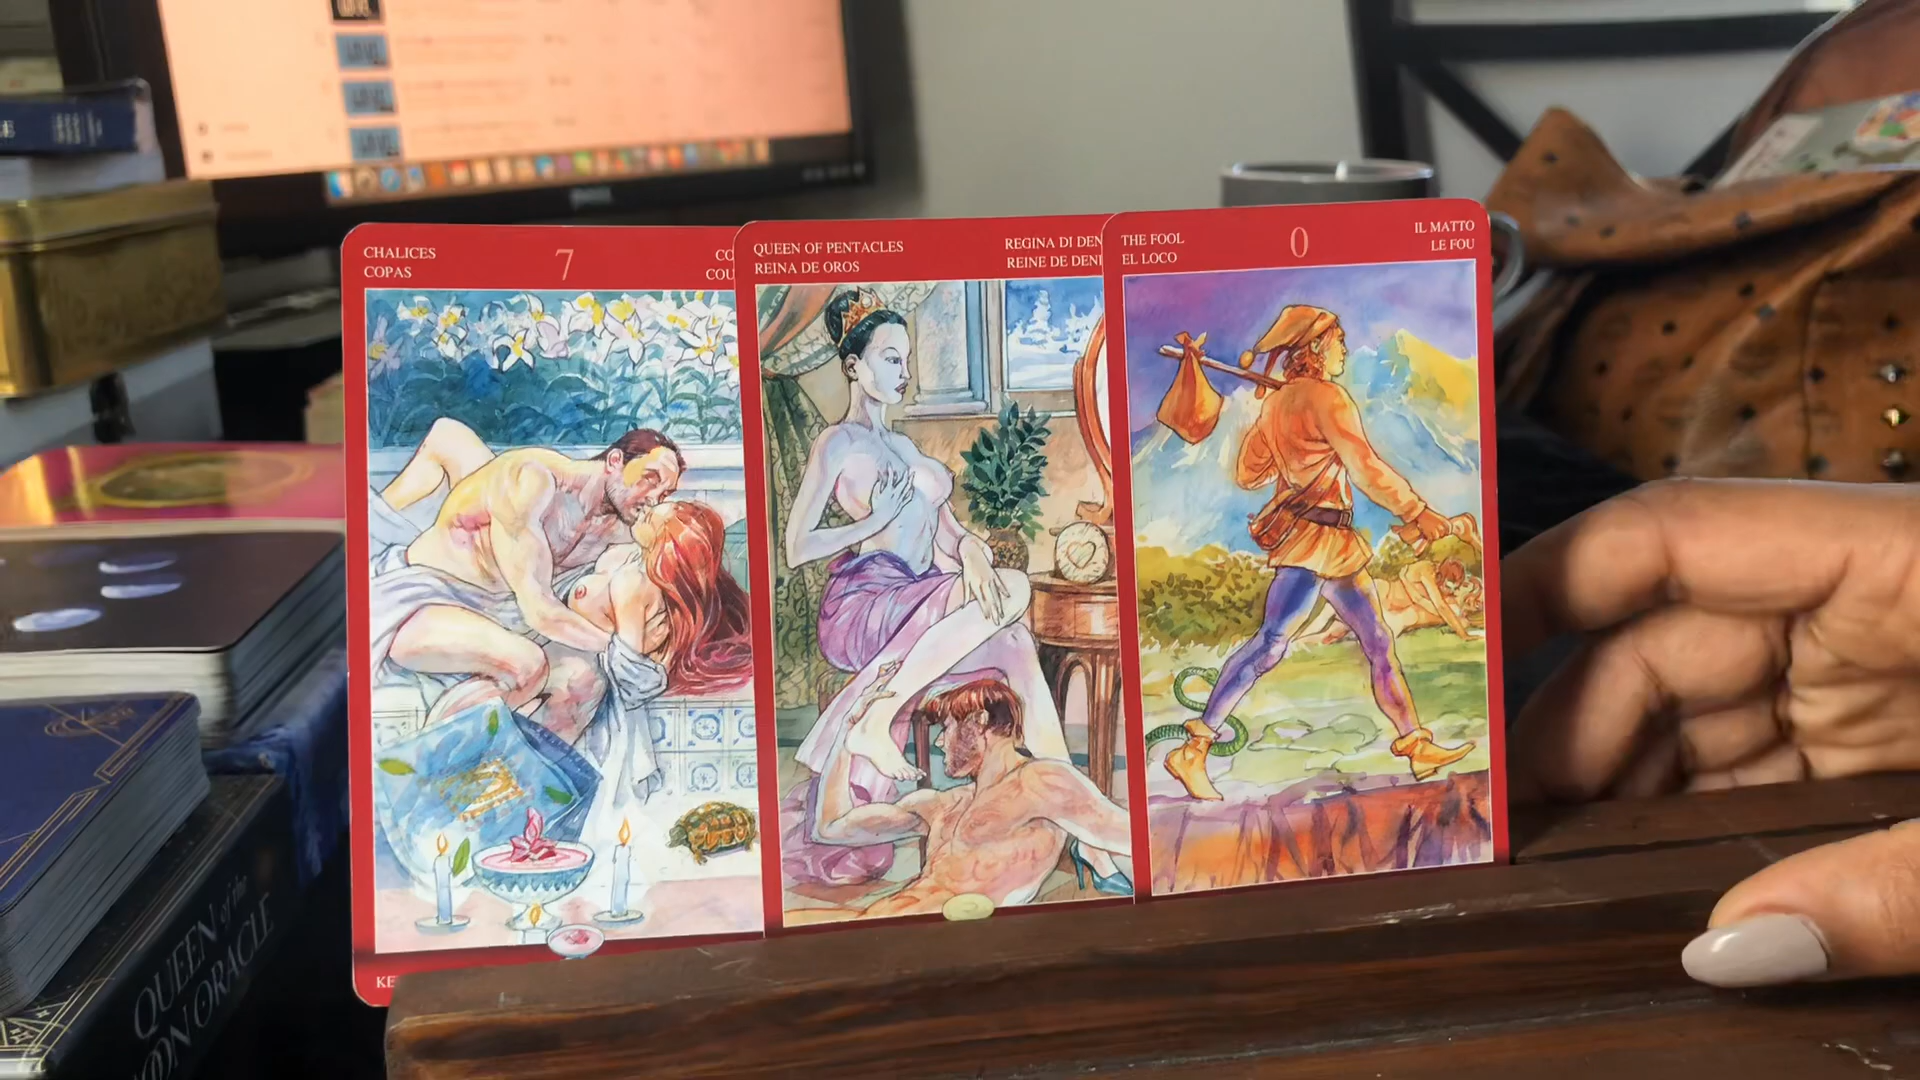 CHALICES
COPAS
7
CO
COU
QUEEN OF PENTACLES
REINA DE OROS
REGINA DI DEN
REINE DE DENI
THE FOOL
EL LOCO
0
IL MATTO
LE FOU
KE
QUEEN of the
MOON ORACLE